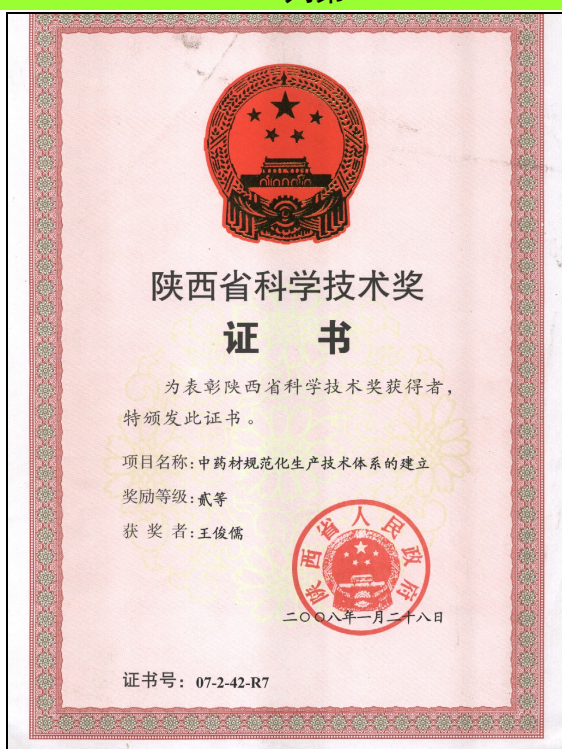 陕西省科学技术奖
证 书
为表彰陕西省科学技术奖获得者，
特颁发此证书。
项目名称：中药材规范化生产技术体系的建立
奖励等级：贰等
获 奖 者：王俊儒
陕西省人民政府
二〇〇八年一月二十八日
证书号：07-2-42-R7